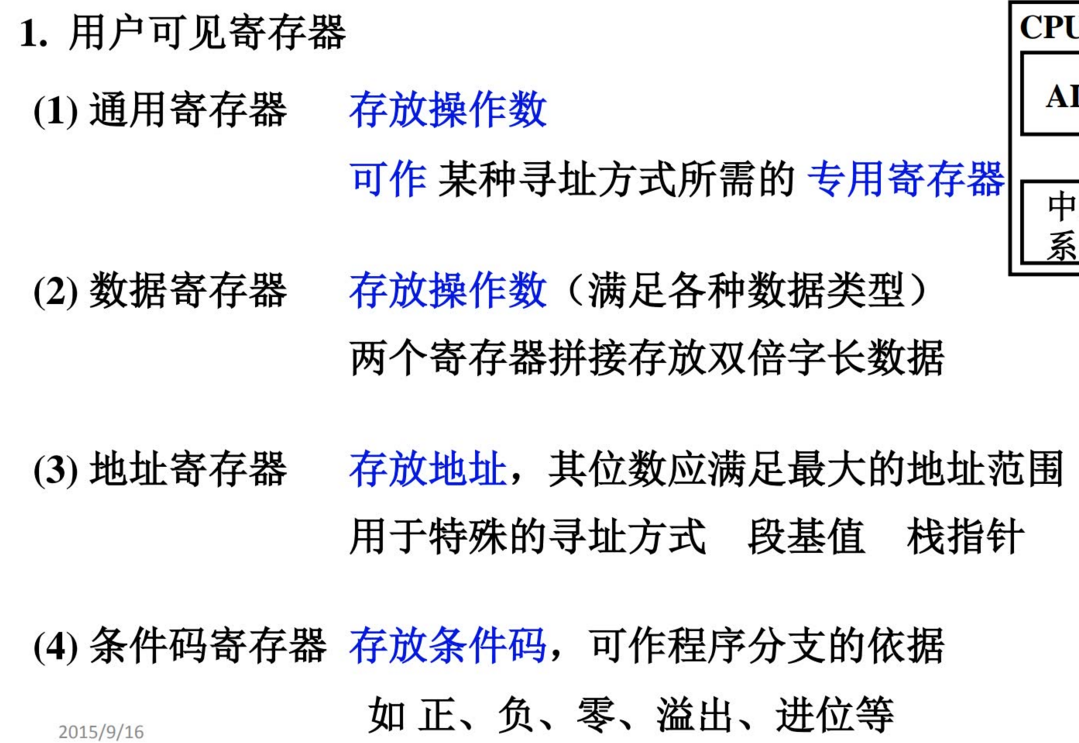 1. 用户可见寄存器
(1) 通用寄存器 存放操作数
可作 某种寻址方式所需的 专用寄存器
(2) 数据寄存器 存放操作数（满足各种数据类型）
两个寄存器拼接存放双倍字长数据
(3) 地址寄存器 存放地址，其位数应满足最大的地址范围
用于特殊的寻址方式 段基值 栈指针
(4) 条件码寄存器 存放条件码，可作程序分支的依据
如 正、负、零、溢出、进位等
2015/9/16
CPU
中
系